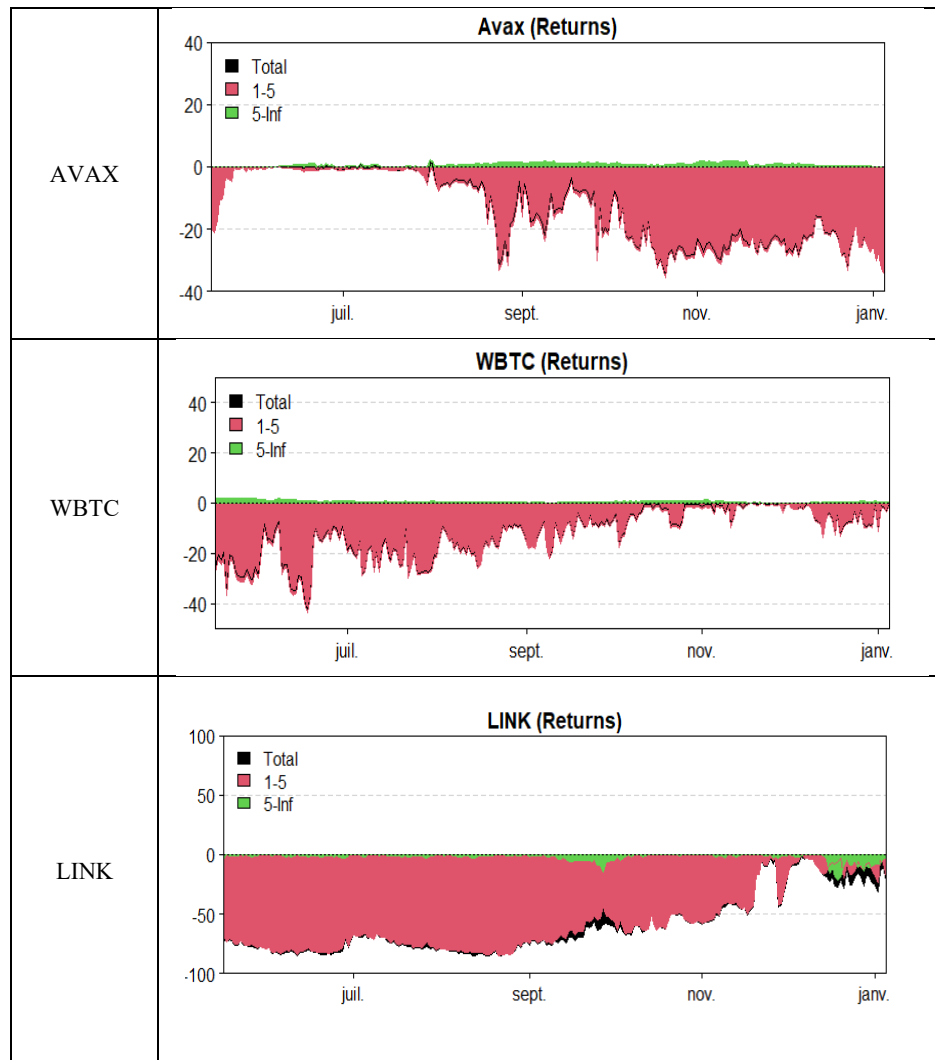 AVAX
Avax (Returns)
Total
1-5
5-Inf
40
20
0
-20
-40
juil.
sept.
nov.
janv.
WBTC
WBTC (Returns)
Total
1-5
5-Inf
40
20
0
-20
-40
juil.
sept.
nov.
janv.
LINK
LINK (Returns)
Total
1-5
5-Inf
100
50
0
-50
-100
juil.
sept.
nov.
janv.